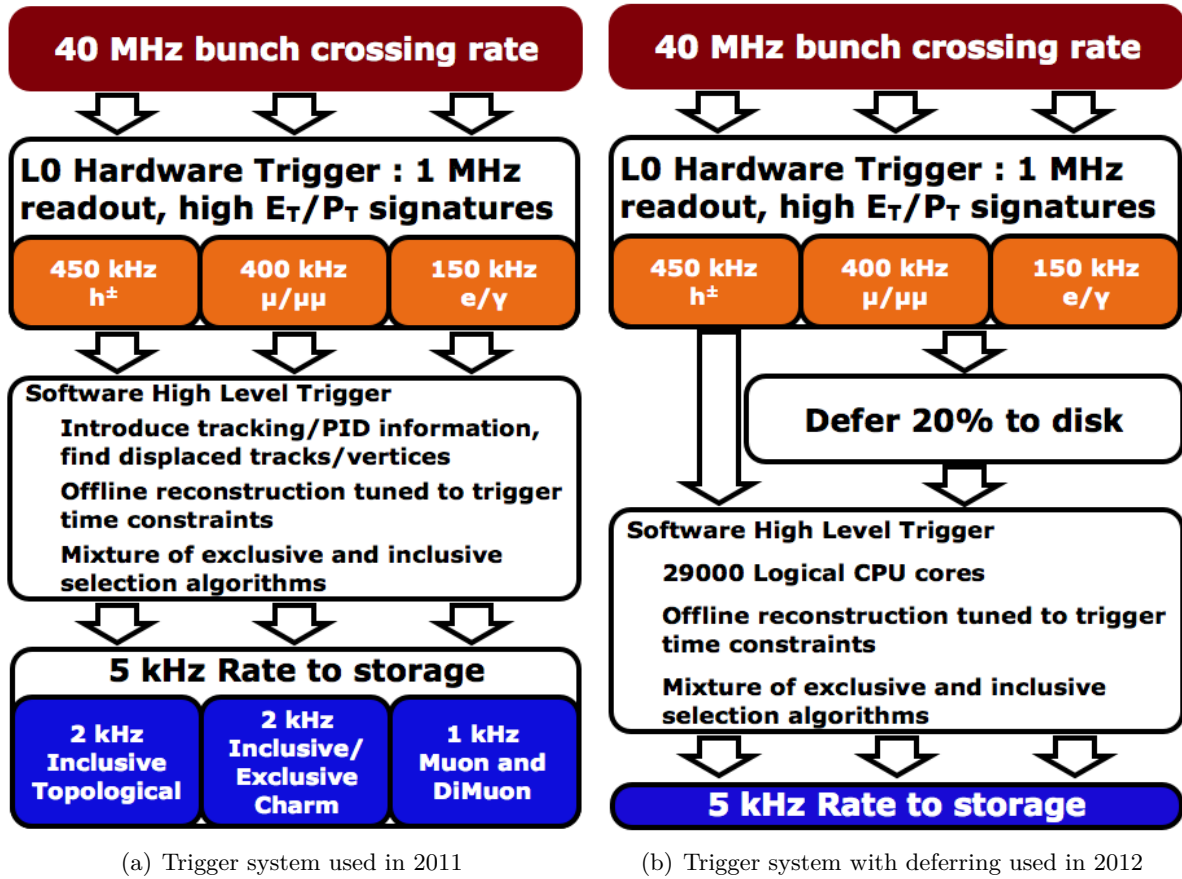 40 MHz bunch crossing rate
L0 Hardware Trigger : 1 MHz
readout, high E_T/P_T signatures
450 kHz
h±
400 kHz
μ/μμ
150 kHz
e/γ
Software High Level Trigger
Introduce tracking/PID information,
find displaced tracks/vertices
Offline reconstruction tuned to trigger
time constraints
Mixture of exclusive and inclusive
selection algorithms
5 kHz Rate to storage
2 kHz
Inclusive
Topological
2 kHz
Inclusive/
Exclusive
Charm
1 kHz
Muon and
DiMuon
(a) Trigger system used in 2011
40 MHz bunch crossing rate
L0 Hardware Trigger : 1 MHz
readout, high E_T/P_T signatures
450 kHz
h±
400 kHz
μ/μμ
150 kHz
e/γ
Defer 20% to disk
Software High Level Trigger
29000 Logical CPU cores
Offline reconstruction tuned to trigger
time constraints
Mixture of exclusive and inclusive
selection algorithms
5 kHz Rate to storage
(b) Trigger system with deferring used in 2012